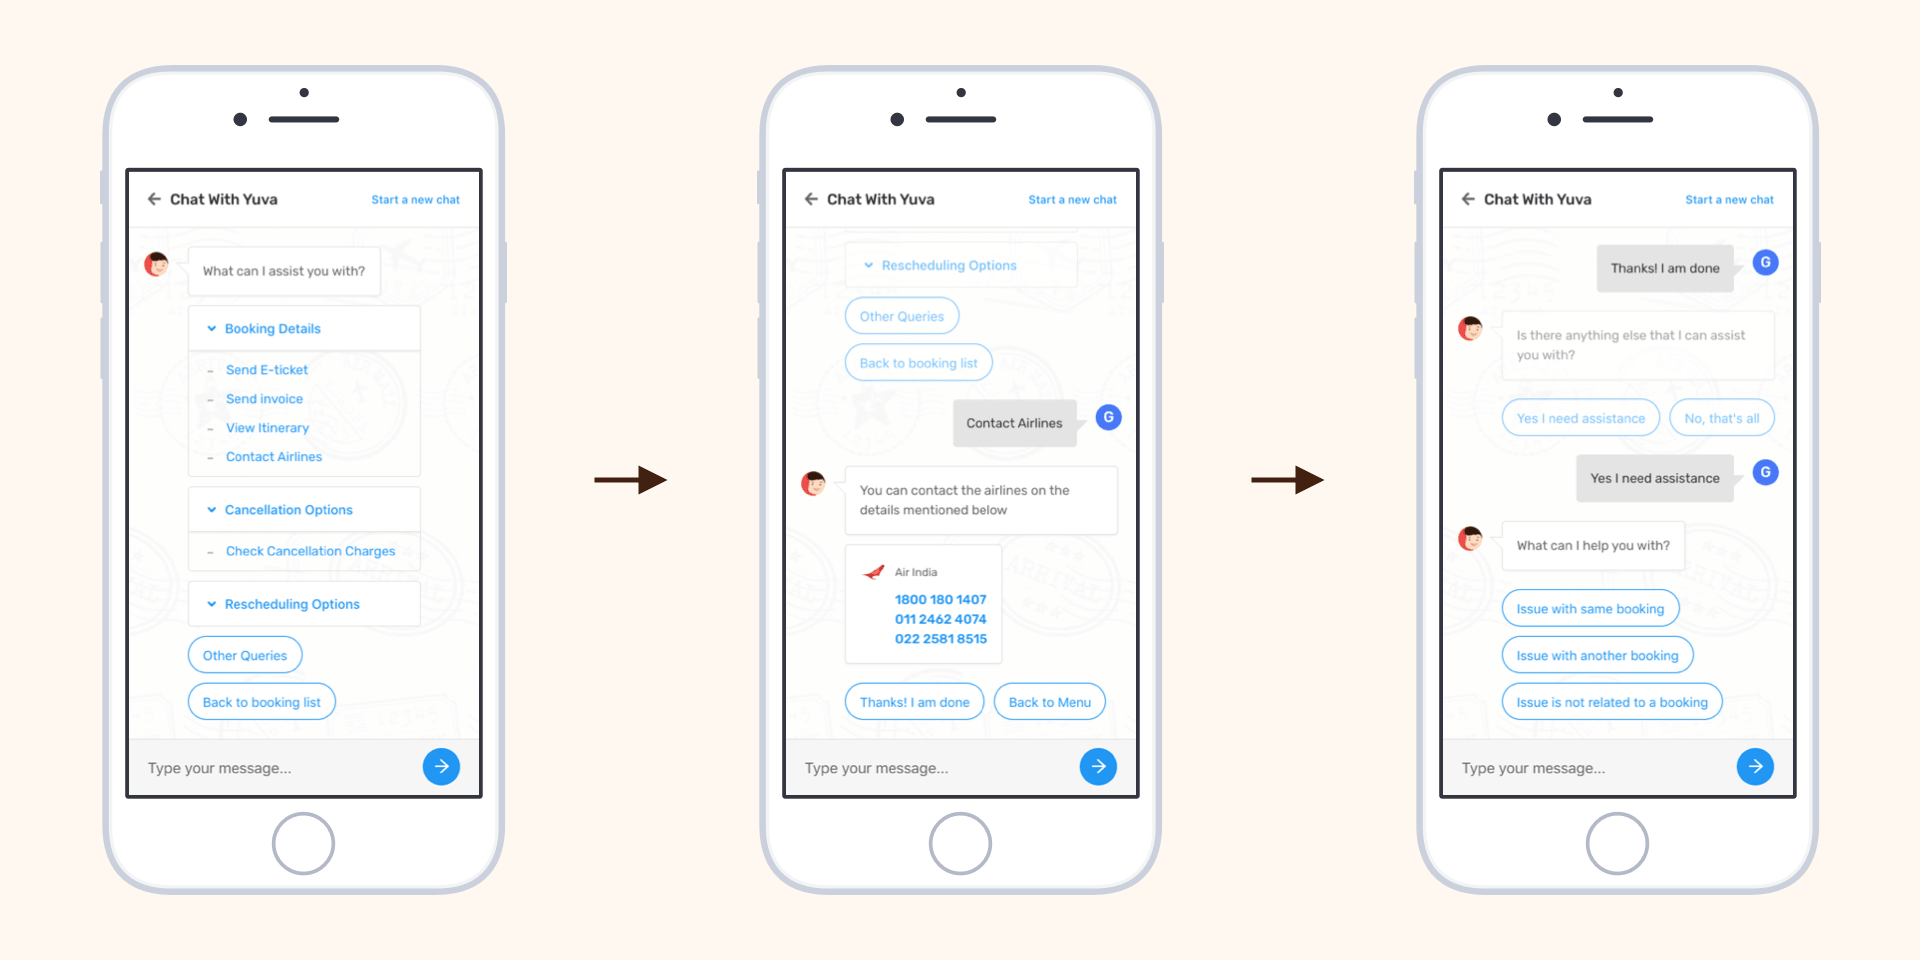 Chat With Yuva
Start a new chat
What can I assist you with?
Booking Details
– Send E-ticket
– Send invoice
– View Itinerary
– Contact Airlines
Cancellation Options
– Check Cancellation Charges
Rescheduling Options
Other Queries
Back to booking list
Type your message...
Chat With Yuva
Start a new chat
Rescheduling Options
Other Queries
Back to booking list
Contact Airlines
G
You can contact the airlines on the
details mentioned below
Air India
1800 180 1407
011 2462 4074
022 2581 8515
Thanks! I am done
Back to Menu
Type your message...
Chat With Yuva
Start a new chat
Thanks! I am done
G
Is there anything else that I can assist
you with?
Yes I need assistance
No, that's all
Yes I need assistance
G
What can I help you with?
Issue with same booking
Issue with another booking
Issue is not related to a booking
Type your message...